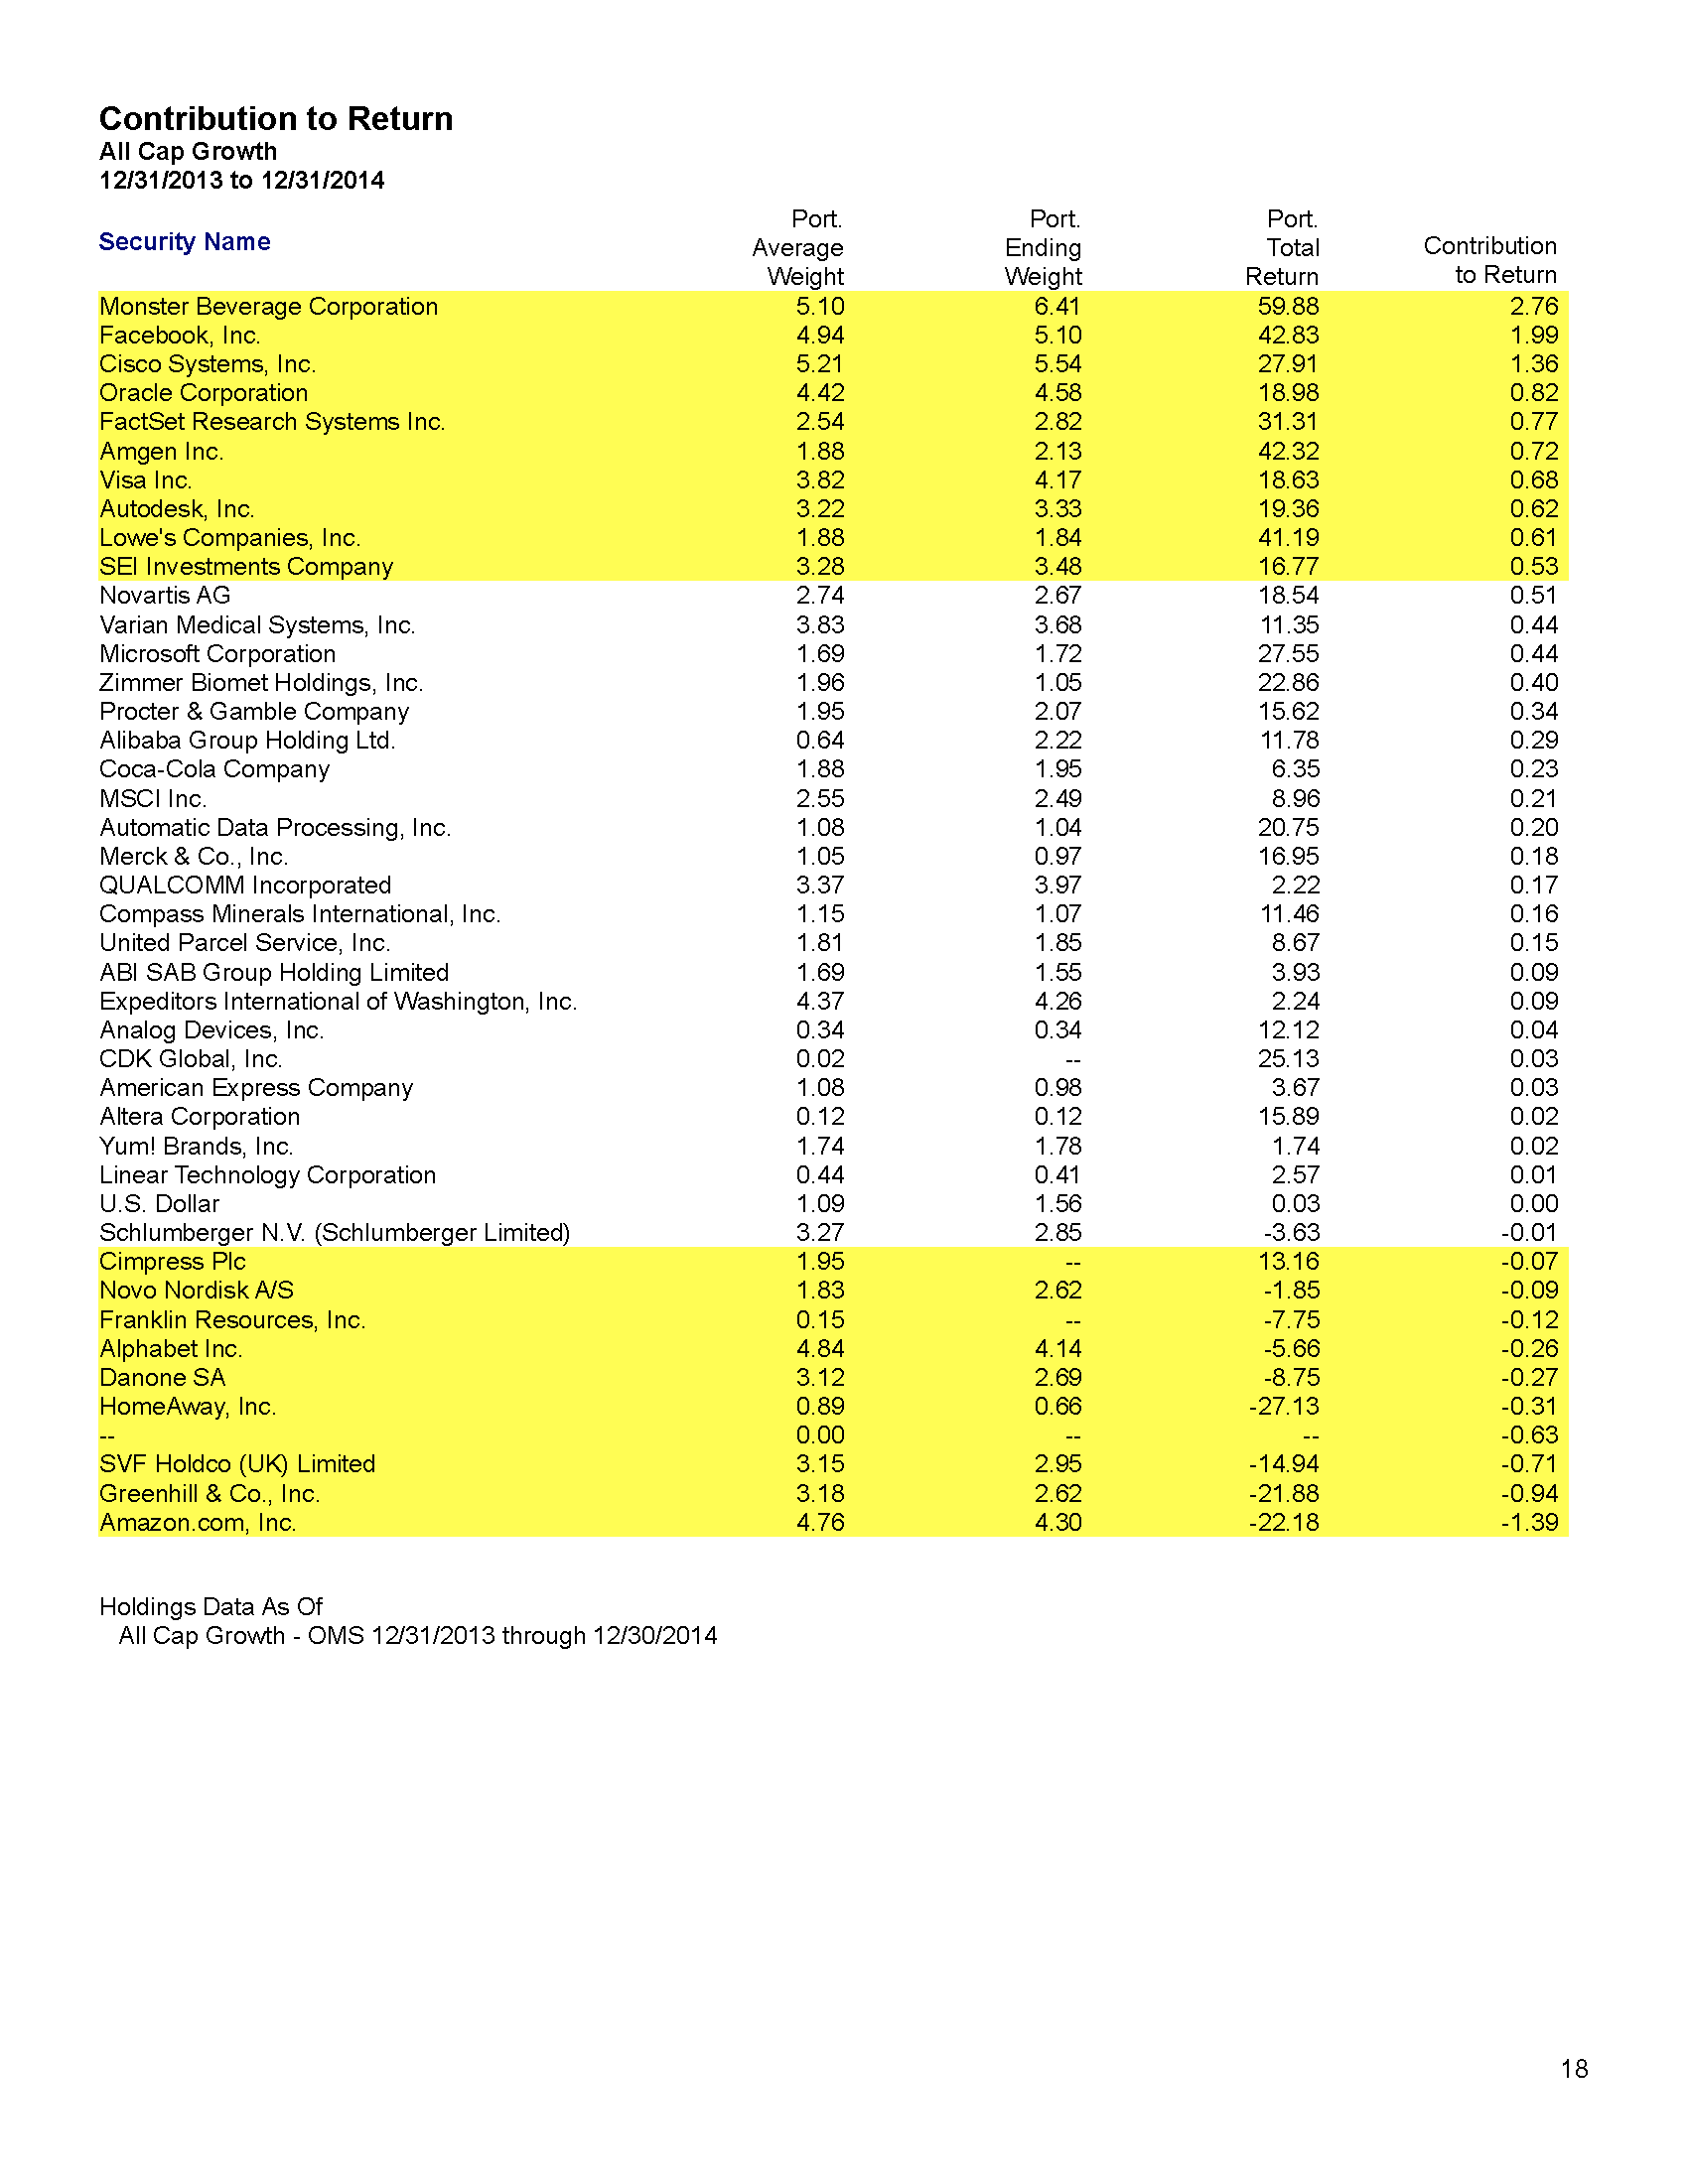 Contribution to Return
All Cap Growth
12/31/2013 to 12/31/2014
Security Name Port. Average Weight Port. Ending Weight Port. Total Return Contribution to Return
Monster Beverage Corporation 5.10 6.41 59.88 2.76
Facebook, Inc. 4.94 5.10 42.83 1.99
Cisco Systems, Inc. 5.21 5.54 27.91 1.36
Oracle Corporation 4.42 4.58 18.98 0.82
FactSet Research Systems Inc. 2.54 2.82 31.31 0.77
Amgen Inc. 1.88 2.13 42.32 0.72
Visa Inc. 3.82 4.17 18.63 0.68
Autodesk, Inc. 3.22 3.33 19.36 0.62
Lowe's Companies, Inc. 1.88 1.84 41.19 0.61
SEI Investments Company 3.28 3.48 16.77 0.53
Novartis AG 2.74 2.67 18.54 0.51
Varian Medical Systems, Inc. 3.83 3.68 11.35 0.44
Microsoft Corporation 1.69 1.72 27.55 0.44
Zimmer Biomet Holdings, Inc. 1.96 1.05 22.86 0.40
Procter & Gamble Company 1.95 2.07 15.62 0.34
Alibaba Group Holding Ltd. 0.64 2.22 11.78 0.29
Coca-Cola Company 1.88 1.95 6.35 0.23
MSCI Inc. 2.55 2.49 8.96 0.21
Automatic Data Processing, Inc. 1.08 1.04 20.75 0.20
Merck & Co., Inc. 1.05 0.97 16.95 0.18
QUALCOMM Incorporated 3.37 3.97 2.22 0.17
Compass Minerals International, Inc. 1.15 1.07 11.46 0.16
United Parcel Service, Inc. 1.81 1.85 8.67 0.15
ABI SAB Group Holding Limited 1.69 1.55 3.93 0.09
Expeditors International of Washington, Inc. 4.37 4.26 2.24 0.09
Analog Devices, Inc. 0.34 0.34 12.12 0.04
CDK Global, Inc. 0.02 -- 25.13 0.03
American Express Company 1.08 0.98 3.67 0.03
Altera Corporation 0.12 0.12 15.89 0.02
Yum! Brands, Inc. 1.74 1.78 1.74 0.02
Linear Technology Corporation 0.44 0.41 2.57 0.01
U.S. Dollar 1.09 1.56 0.03 0.00
Schlumberger N.V. (Schlumberger Limited) 3.27 2.85 -3.63 -0.01
Cimpress Plc 1.95 -- 13.16 -0.07
Novo Nordisk A/S 1.83 2.62 -1.85 -0.09
Franklin Resources, Inc. 0.15 -- -7.75 -0.12
Alphabet Inc. 4.84 4.14 -5.66 -0.26
Danone SA 3.12 2.69 -8.75 -0.27
HomeAway, Inc. 0.89 0.66 -27.13 -0.31
-- 0.00 -- -- -0.63
SVF Holdco (UK) Limited 3.15 2.95 -14.94 -0.71
Greenhill & Co., Inc. 3.18 2.62 -21.88 -0.94
Amazon.com, Inc. 4.76 4.30 -22.18 -1.39
Holdings Data As Of
All Cap Growth - OMS 12/31/2013 through 12/30/2014
18